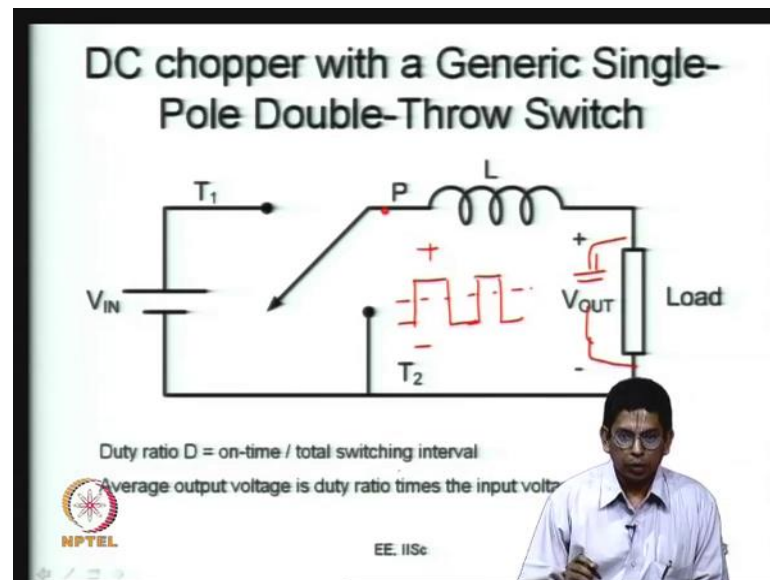 DC chopper with a Generic Single-
Pole Double-Throw Switch
L
T1
P
+
+
VIN
VOUT
Load
-
-
T2
Duty ratio D = on-time / total switching interval
Average output voltage is duty ratio times the input
NPTEL
EE, IISc